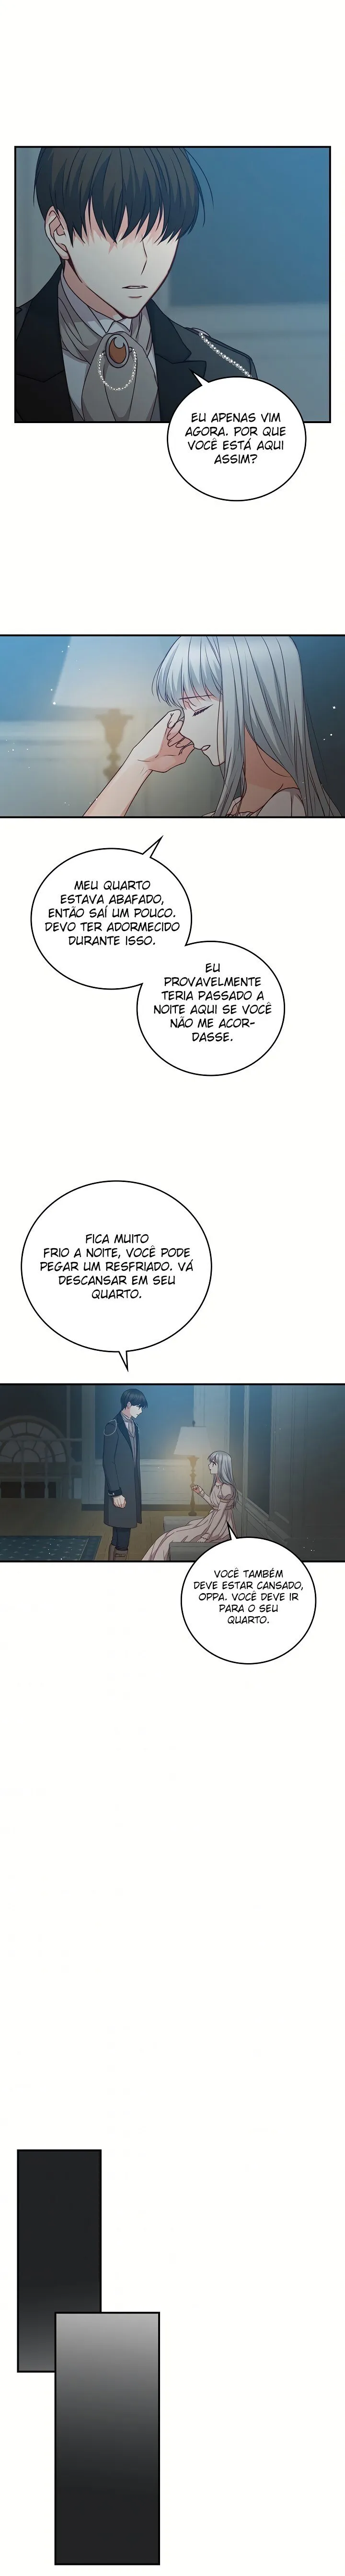 EU APENAS VIM
AGORA. POR QUE
VOCÊ ESTÁ AQUI
ASSIM?
MEU QUARTO
ESTAVA ABAFADO,
ENTÃO SAÍ UM POUCO.
DEVO TER ADORMECIDO
DURANTE ISSO.
EU
PROVAVELMENTE
TERIA PASSADO A
NOITE AQUI SE VOCÊ
NÃO ME ACOR-
DASSE.
FICA MUITO
FRIO A NOITE, VOCÊ PODE
PEGAR UM RESFRIADO. VÁ
DESCANSAR EM SEU
QUARTO.
VOCÊ TAMBÉM
DEVE ESTAR CANSADO,
OPPA. VOCÊ DEVE IR
PARA O SEU
QUARTO.